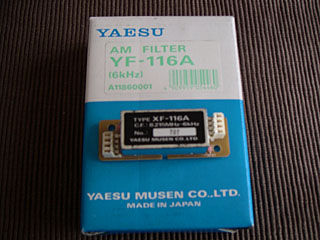 YAESU
AM FILTER
YF-116A
(6kHz)
A11860001
TYPE XF-116A
C.F.: 8.215MHz-6kHz
No.:
YAESU MUSEN CO.LTD.
YAESU MUSEN CO.,LTD.
MADE IN JAPAN